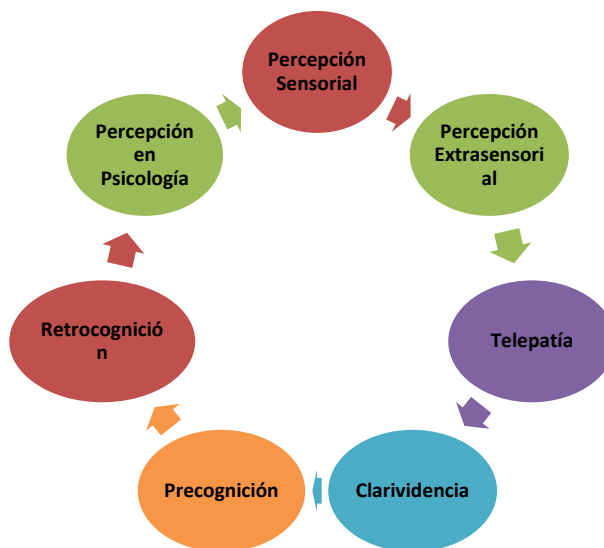 Percepción
Sensorial
Percepción
Extrasensori
al
Telepatía
Clarividencia
Precognición
Retrocognició
n
Percepción
en
Psicología